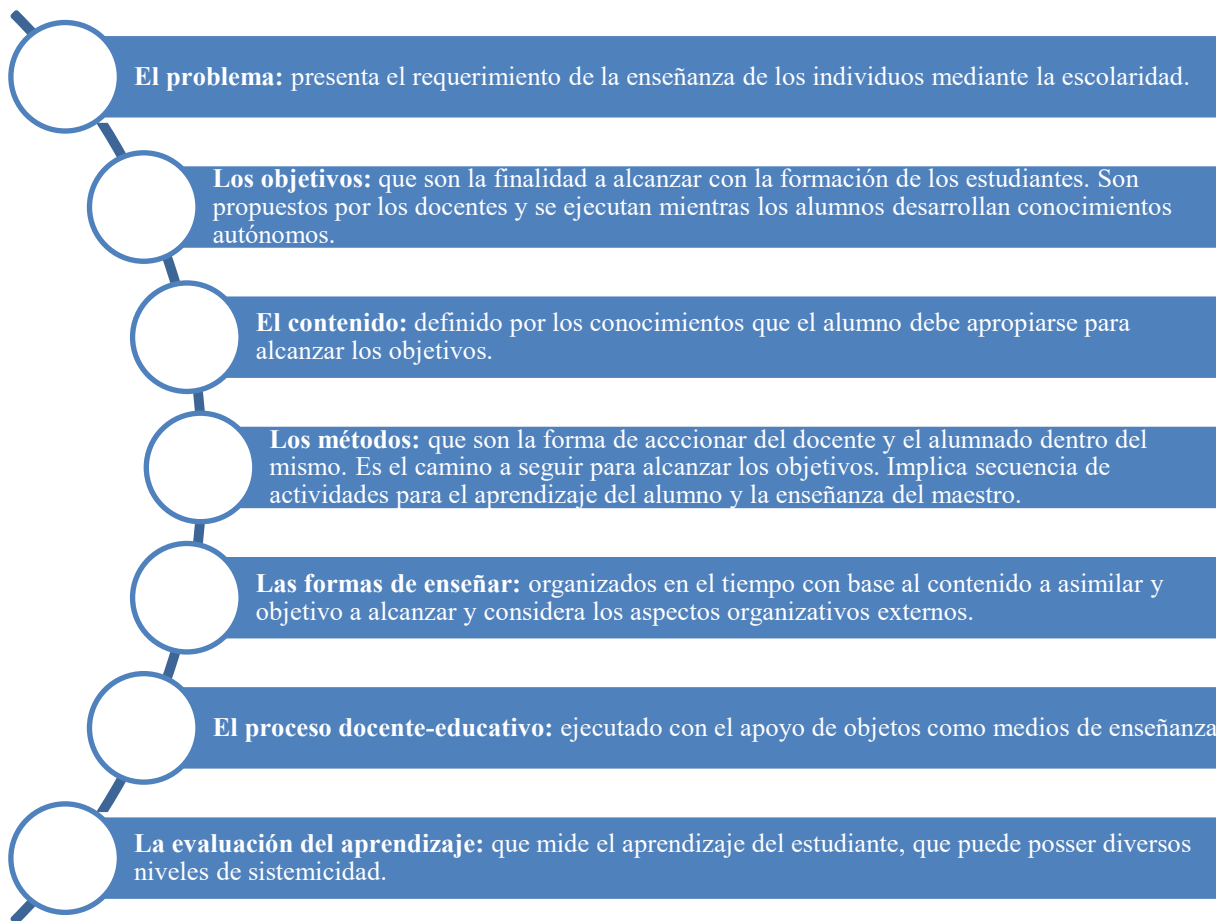 El problema: presenta el requerimiento de la enseñanza de los individuos mediante la escolaridad.
Los objetivos: que son la finalidad a alcanzar con la formación de los estudiantes. Son
propuestos por los docentes y se ejecutan mientras los alumnos desarrollan conocimientos
autónomos.
El contenido: definido por los conocimientos que el alumno debe apropiarse para
alcanzar los objetivos.
Los métodos: que son la forma de acccionar del docente y el alumnado dentro del
mismo. Es el camino a seguir para alcanzar los objetivos. Implica secuencia de
actividades para el aprendizaje del alumno y la enseñanza del maestro.
Las formas de enseñar: organizados en el tiempo con base al contenido a asimilar y
objetivo a alcanzar y considera los aspectos organizativos externos.
El proceso docente-educativo: ejecutado con el apoyo de objetos como medios de enseñanza
La evaluación del aprendizaje: que mide el aprendizaje del estudiante, que puede posser diversos
niveles de sistemicidad.